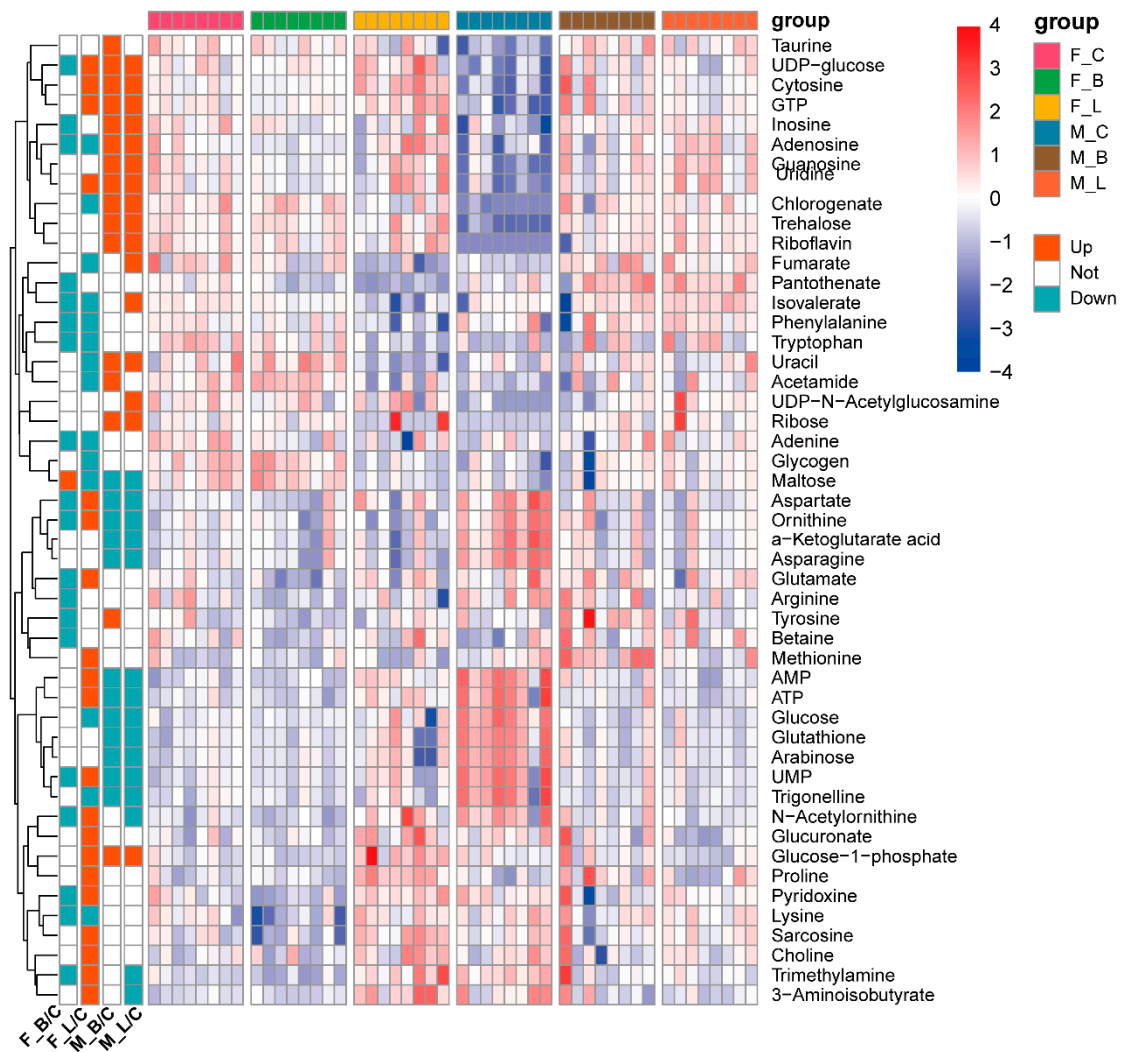 group
Taurine
UDP−glucose
Cytosine
GTP
Inosine
Adenosine
Guanosine
Uridine
Chlorogenate
Trehalose
Riboflavin
Fumarate
Pantothenate
Isovalerate
Phenylalanine
Tryptophan
Uracil
Acetamide
UDP−N−Acetylglucosamine
Ribose
Adenine
Glycogen
Maltose
Aspartate
Ornithine
a−Ketoglutarate acid
Asparagine
Glutamate
Arginine
Tyrosine
Betaine
Methionine
AMP
ATP
Glucose
Glutathione
Arabinose
UMP
Trigonelline
N−Acetylornithine
Glucuronate
Glucose−1−phosphate
Proline
Pyridoxine
Lysine
Sarcosine
Choline
Trimethylamine
3−Aminoisobutyrate
F_B/C
F_L/C
M_B/C
M_L/C
4
3
2
1
0
−1
−2
−3
−4
group
F_C
F_B
F_L
M_C
M_B
M_L
Up
Not
Down